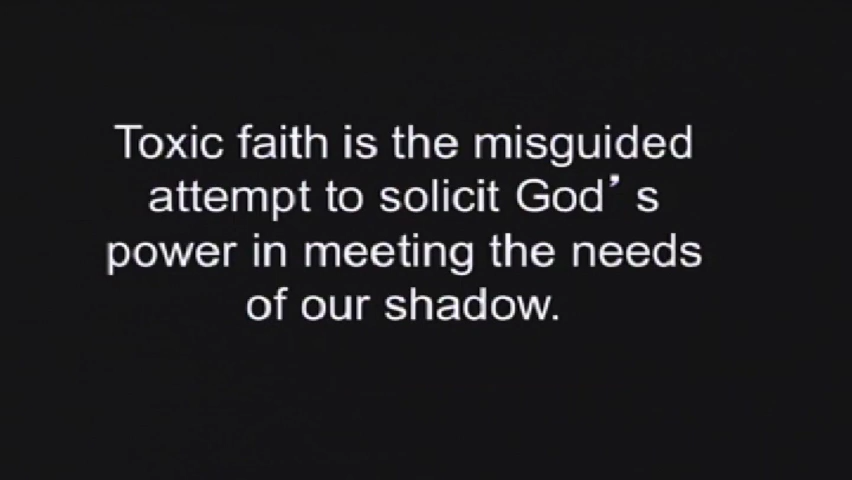 Toxic faith is the misguided
attempt to solicit God’ s
power in meeting the needs
of our shadow.